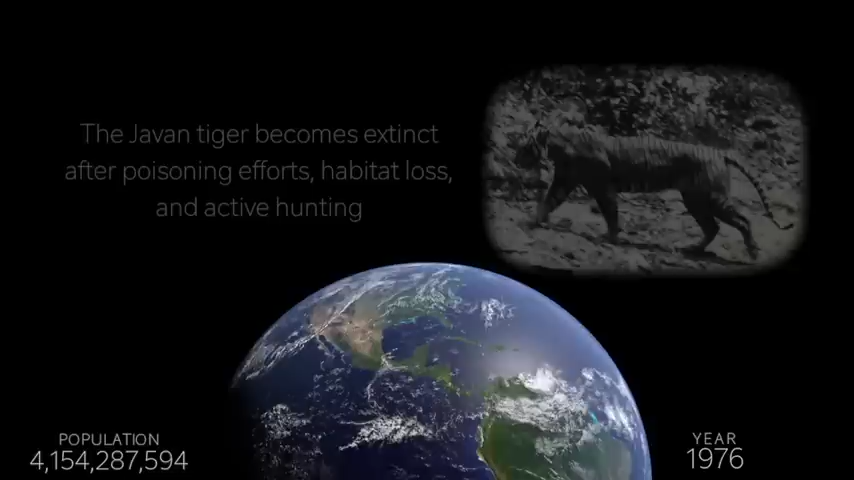 The Javan tiger becomes extinct
after poisoning efforts, habitat loss,
and active hunting
POPULATION
4,154,287,594
YEAR
1976